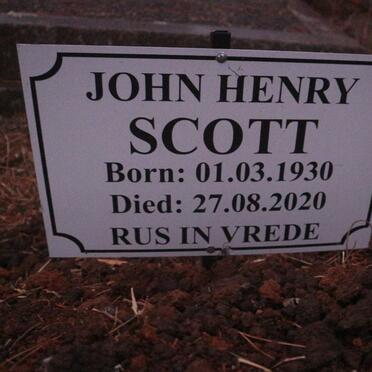 JOHN HENRY
SCOTT
Born: 01.03.1930
Died: 27.08.2020
RUS IN VREDE